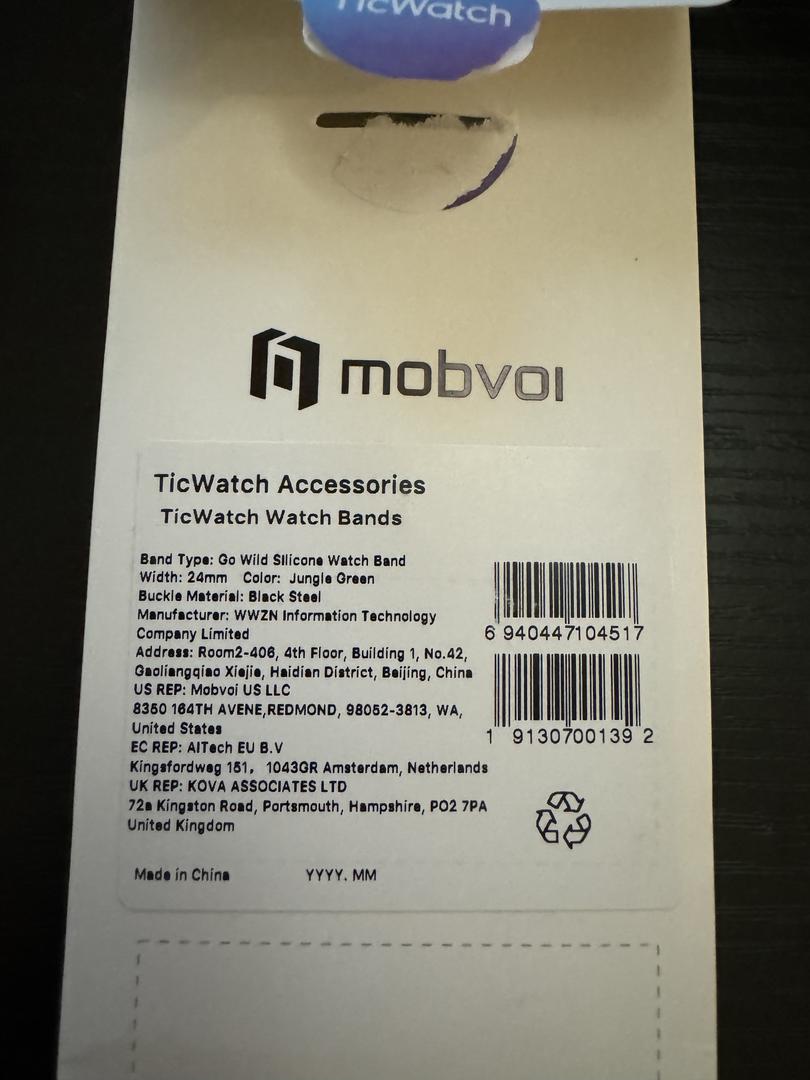 TicWatch
mobvoi
TicWatch Accessories
TicWatch Watch Bands
Band Type: Go Wild Silicone Watch Band
Width: 24mm Color: Jungle Green
Buckle Material: Black Steel
Manufacturer: WWZN Information Technology
Company Limited
Address: Room2-406, 4th Floor, Building 1, No.42,
Gaoliangqiao Xiejie, Haidian District, Beijing, China
US REP: Mobvoi US LLC
8350 164TH AVENE,REDMOND, 98052-3813, WA,
United States
EC REP: AlTech EU B.V
Kingsfordweg 151, 1043GR Amsterdam, Netherlands
UK REP: KOVA ASSOCIATES LTD
72a Kingston Road, Portsmouth, Hampshire, PO2 7PA
United Kingdom
Made in China YYYY. MM
6 940447104517
1 9130700139 2